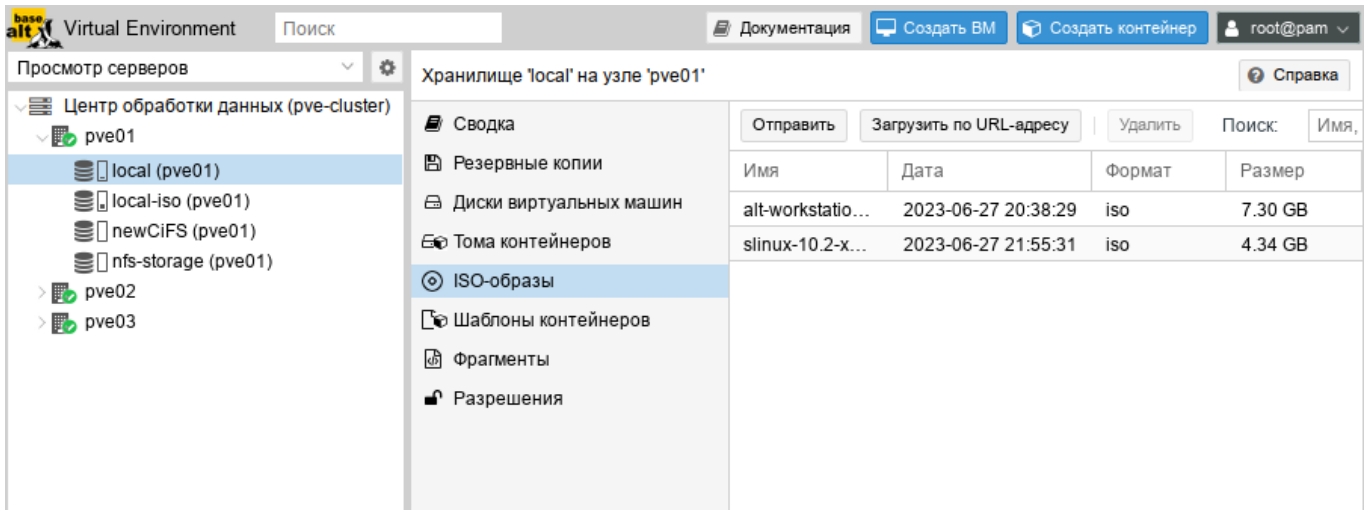 base alt Virtual Environment Поиск Документация Создать ВМ Создать контейнер root@pam
Просмотр серверов
Центр обработки данных (pve-cluster)
pve01
local (pve01)
local-iso (pve01)
newCiFS (pve01)
nfs-storage (pve01)
pve02
pve03
Хранилище 'local' на узле 'pve01' Справка
Сводка
Резервные копии
Диски виртуальных машин
Тома контейнеров
ISO-образы
Шаблоны контейнеров
Фрагменты
Разрешения
Отправить Загрузить по URL-адресу Удалить Поиск: Имя,
Имя Дата Формат Размер
alt-workstatio... 2023-06-27 20:38:29 iso 7.30 GB
slinux-10.2-x... 2023-06-27 21:55:31 iso 4.34 GB